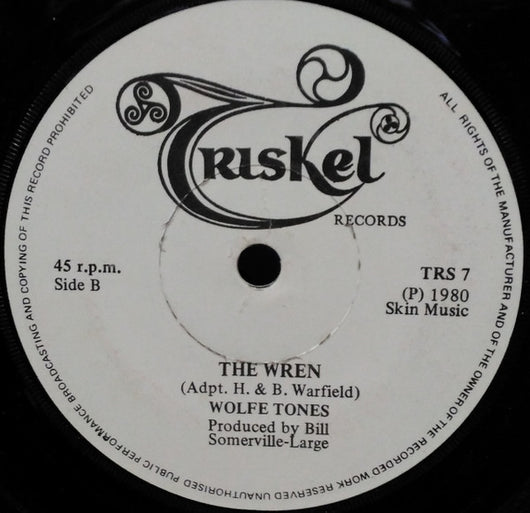 Triskel
RECORDS
45 r.p.m.
Side B
TRS 7
(P) 1980
Skin Music
THE WREN
(Adpt. H. & B. Warfield)
WOLFE TONES
Produced by Bill
Somerville-Large
ALL RIGHTS OF THE MANUFACTURER AND OF THE OWNER OF THE RECORDED WORK RESERVED UNAUTHORISED PUBLIC PERFORMANCE BROADCASTING AND COPYING OF THIS RECORD PROHIBITED